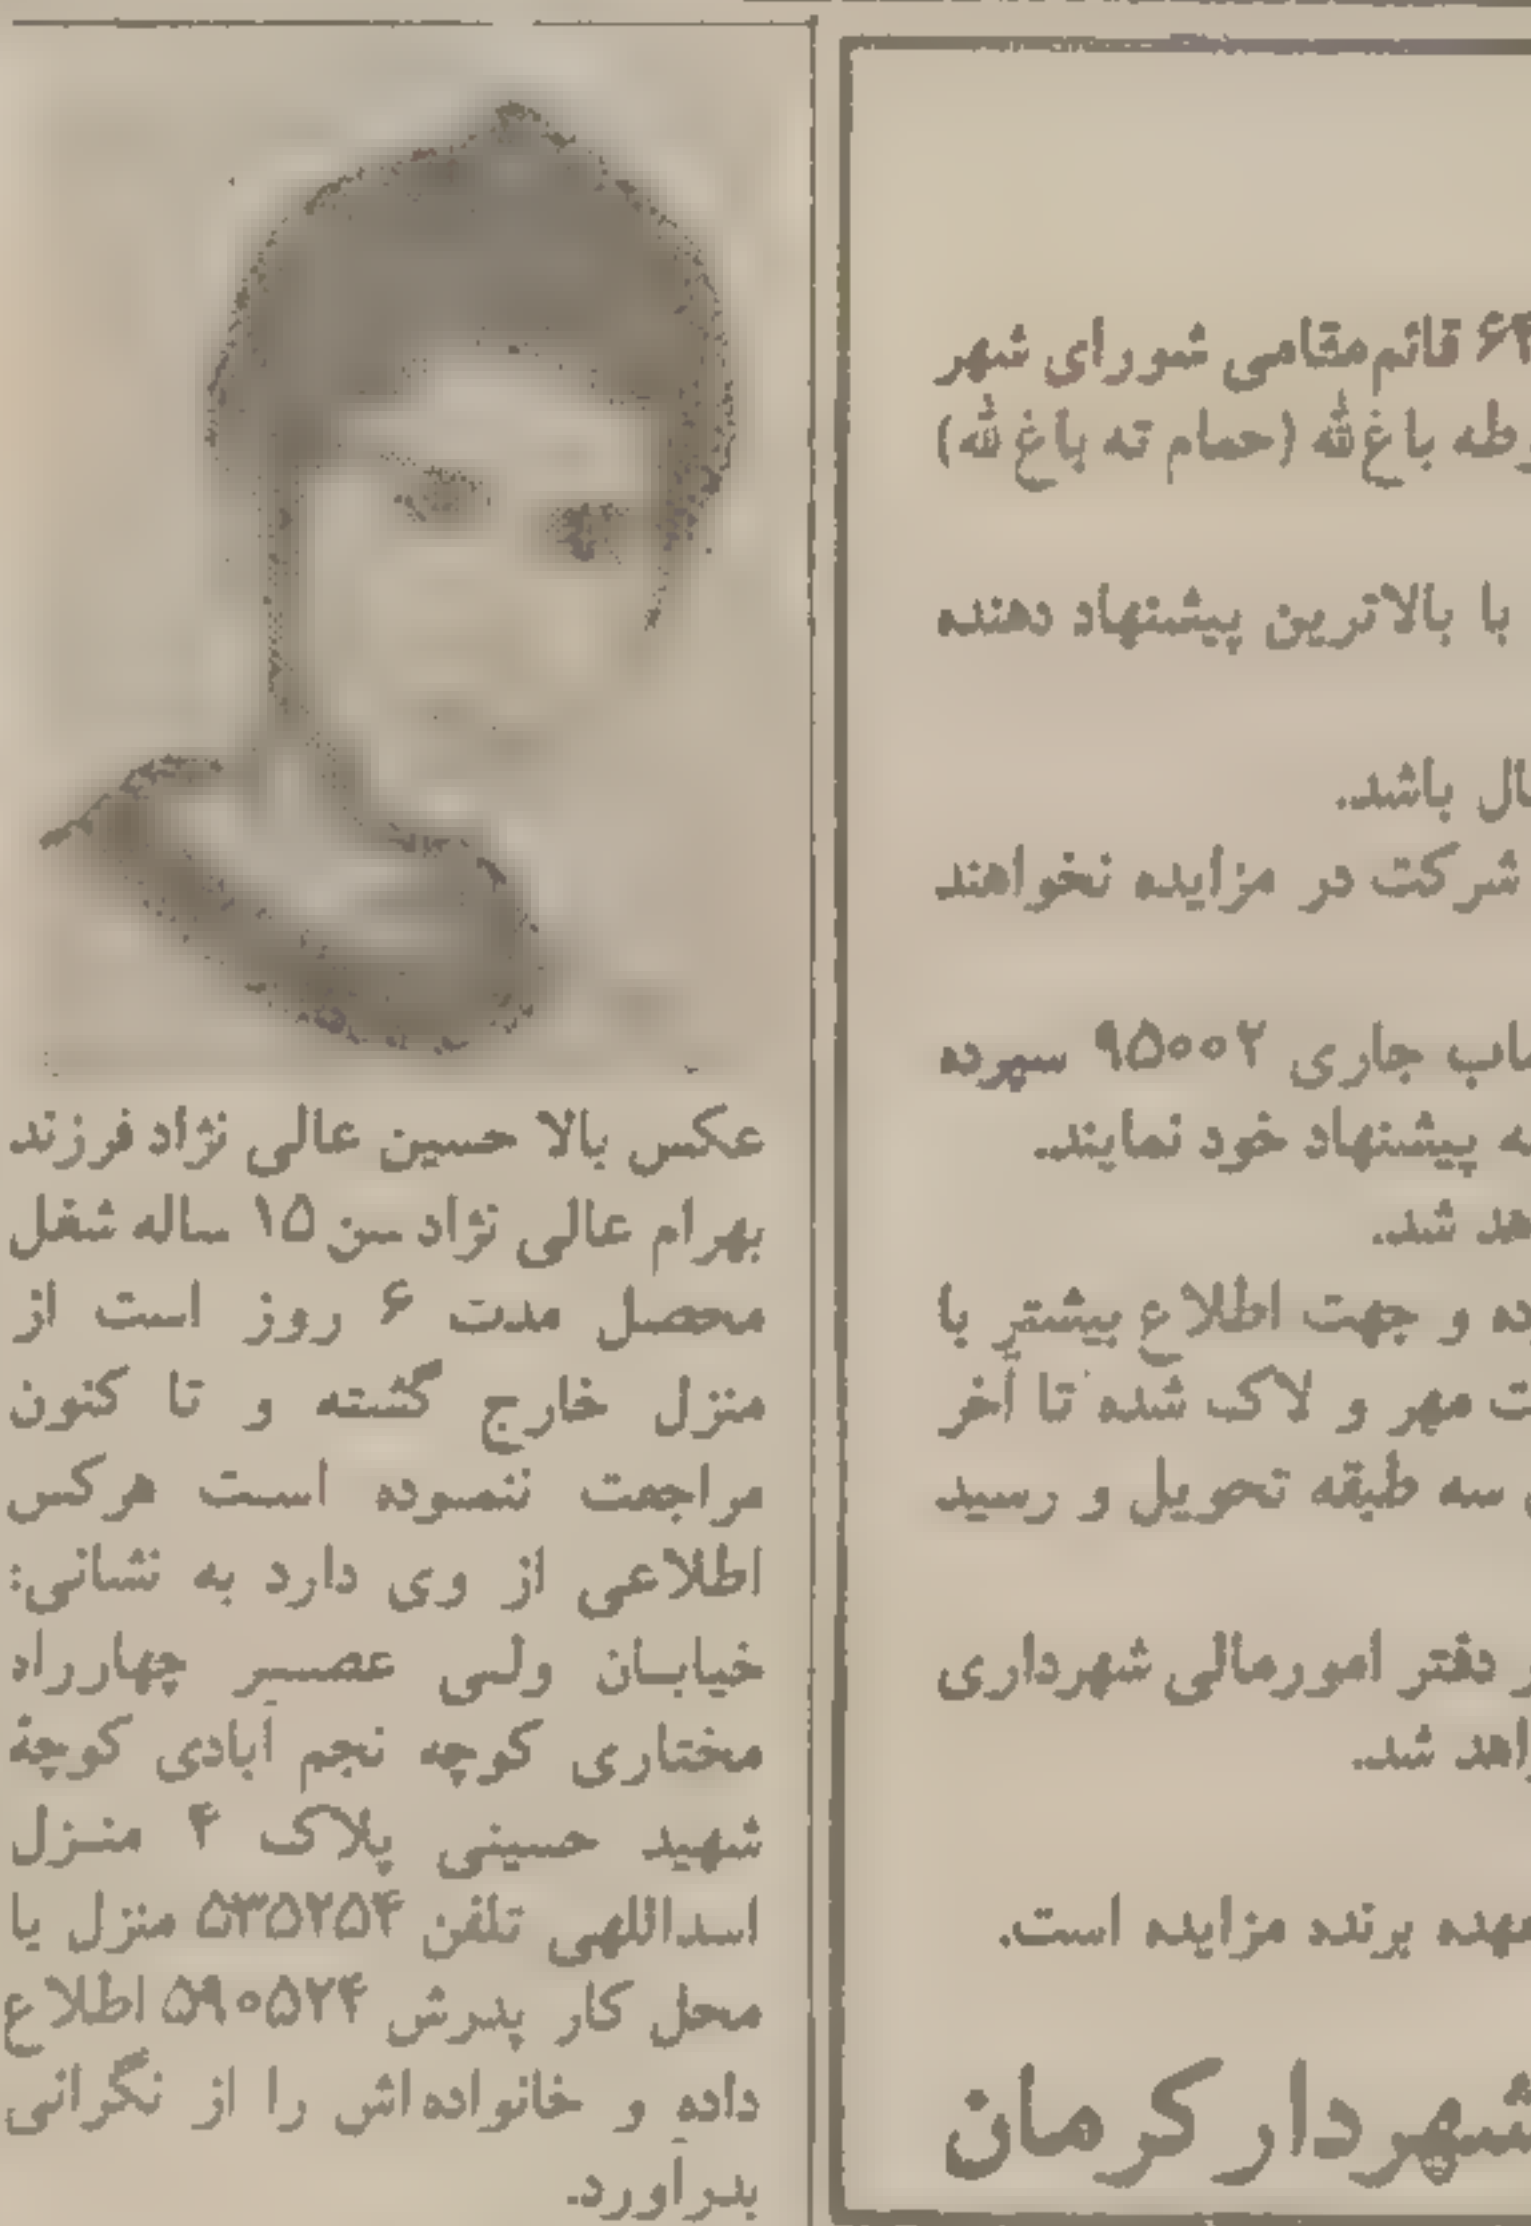 ۶۴ قائم‌مقامی شورای شهر
باغ‌لله (حمام ته باغ لله)
با بالاترین پیشنهاد دهنده
باشد.
شرکت در مزایده نخواهند
جاری ۹۵۰۰۲ سپرده
پیشنهاد خود نمایند.
شد.
و جهت اطلاع بیشتر با
مهر و لاک شده تا آخر
سه طبقه تحویل و رسید
دفتر امورمالی شهرداری
شد.
برنده مزایده است.
شهردار کرمان
عکس بالا حسین عالی نژاد فرزند
بهرام عالی نژاد سن ۱۵ ساله شغل
محصل مدت ۶ روز است از
منزل خارج گشته و تا کنون
مراجعت ننموده است هرکس
اطلاعی از وی دارد به نشانی:
خیابان ولی عصر چهارراه
مختاری کوچه نجم آبادی کوچهٔ
شهید حسینی پلاک ۴ منزل
اسداللهی تلفن ۵۳۵۲۵۴ منزل یا
محل کار پدرش ۵۹۰۵۲۴ اطلاع
داده و خانواده‌اش را از نگرانی
بدرآورد.